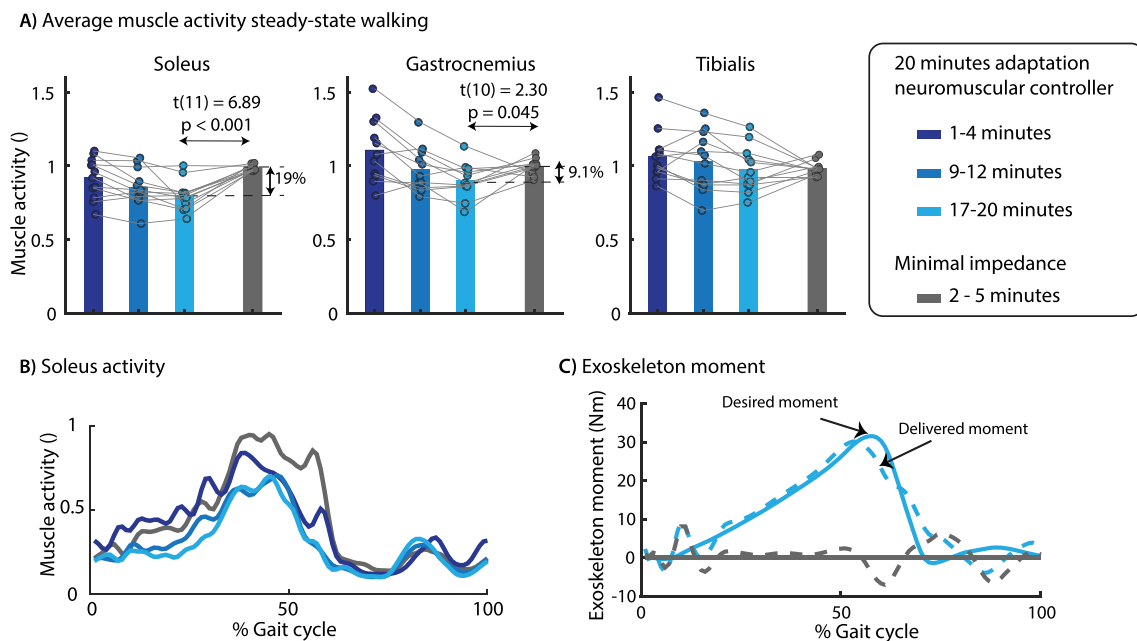 A) Average muscle activity steady-state walking
Soleus
Gastrocnemius
Tibialis
Muscle activity ()
1.5
1
0.5
0
t(11) = 6.89
p < 0.001
19%
1.5
1
0.5
0
t(10) = 2.30
p = 0.045
9.1%
1.5
1
0.5
0
20 minutes adaptation
neuromuscular controller
1-4 minutes
9-12 minutes
17-20 minutes
Minimal impedance
2 - 5 minutes
B) Soleus activity
Muscle activity ()
1
0.5
0
0
50
100
% Gait cycle
C) Exoskeleton moment
Exoskeleton moment (Nm)
40
30
20
10
0
-10
Desired moment
Delivered moment
0
50
100
% Gait cycle